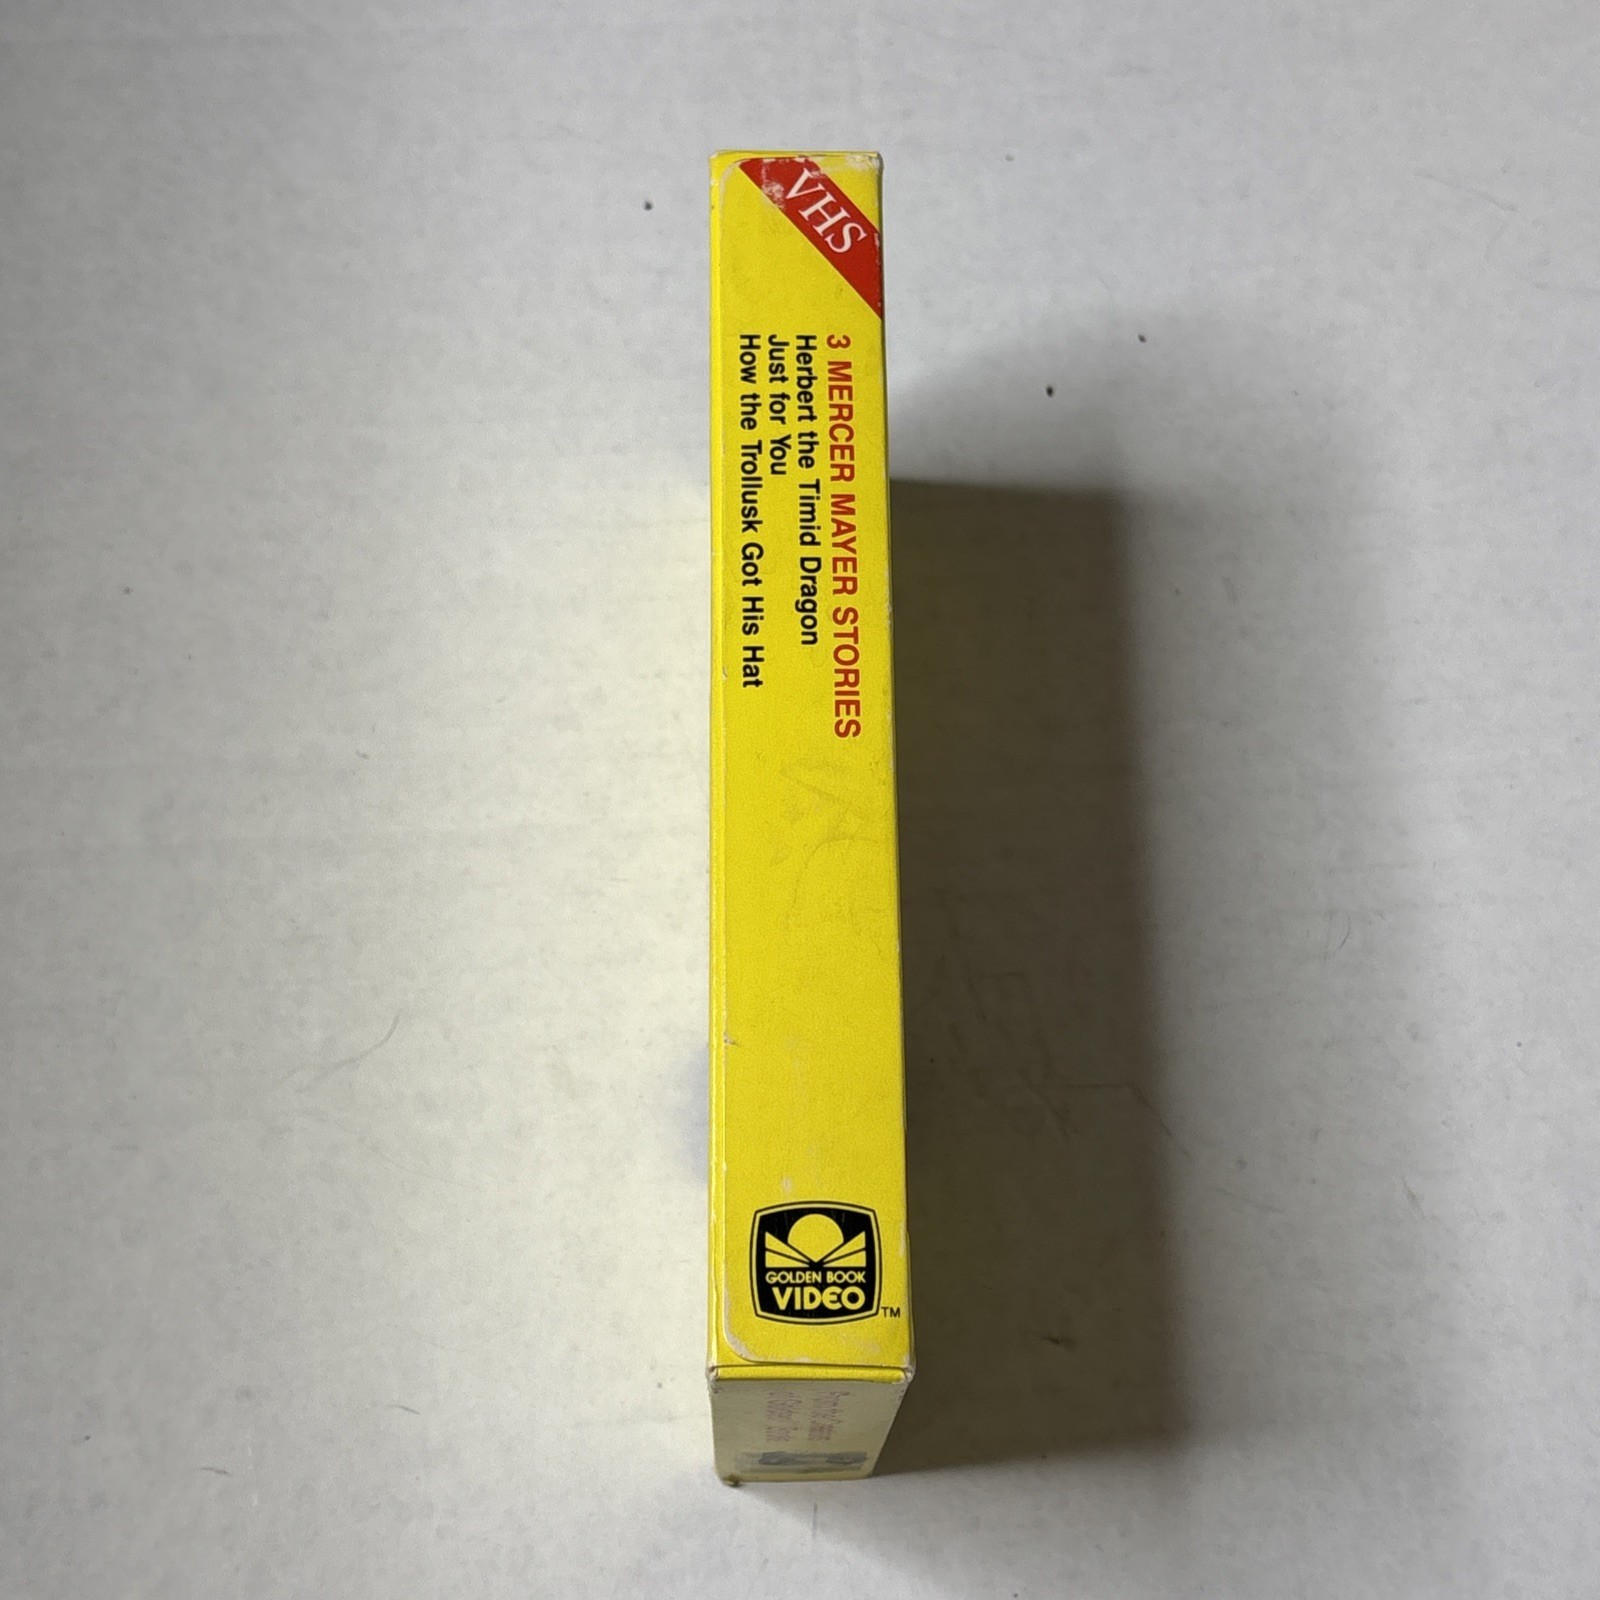 VHS
3 MERCER MAYER STORIES
Herbert the Timid Dragon
Just for You
How the Trollusk Got His Hat
GOLDEN BOOK
VIDEO
TM